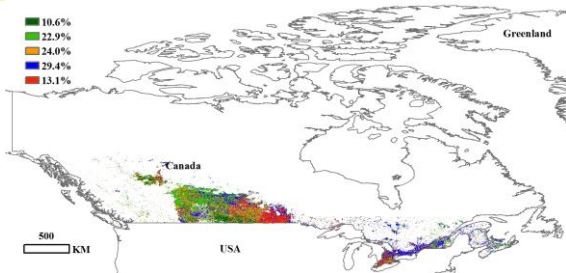 10.6%
22.9%
24.0%
29.4%
13.1%
Greenland
Canada
500
KM
USA